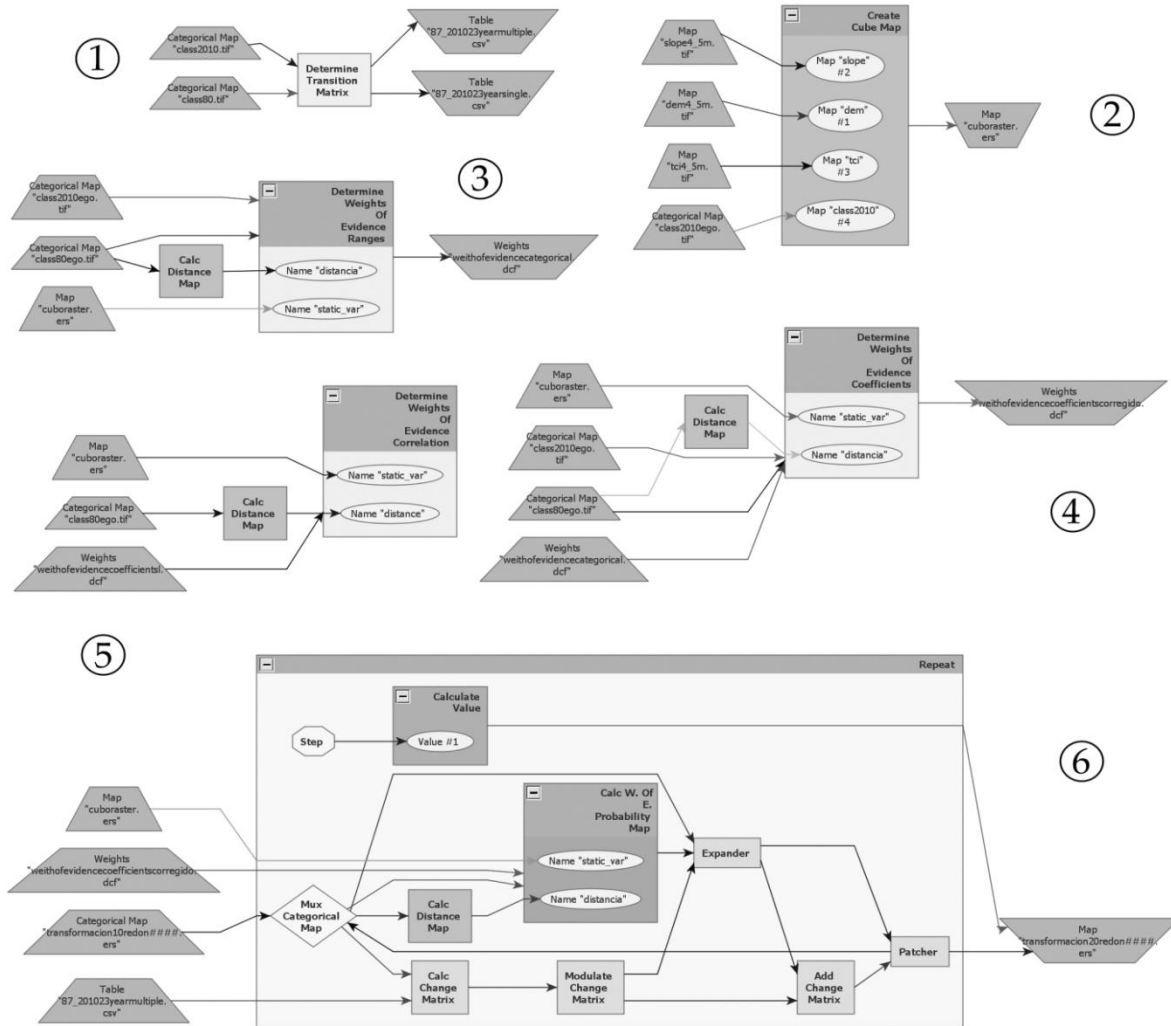 ①
Categorical Map
"class2010.tif"
Categorical Map
"class80.tif"
Determine
Transition
Matrix
Table
"87_201023yearmultiple.
csv"
Table
"87_201023yearsingle.
csv"
②
Map
"slope4_5m.
tif"
Map
"dem4_5m.
tif"
Map
"tci4_5m.
tif"
Categorical Map
"class2010ego.
tif"
Create
Cube Map
Map "slope"
#2
Map "dem"
#1
Map "tci"
#3
Map "class2010"
#4
Map
"cuboraster.
ers"
③
Categorical Map
"class2010ego.
tif"
Categorical Map
"class80ego.tif"
Map
"cuboraster.
ers"
Calc
Distance
Map
Determine
Weights
Of
Evidence
Ranges
Name "distancia"
Name "static_var"
Weights
"weithofevidencecategorical.
dcf"
Map
"cuboraster.
ers"
Categorical Map
"class80ego.tif"
Weights
"weithofevidencecoefficientsl.
dcf"
Calc
Distance
Map
Determine
Weights
Of
Evidence
Correlation
Name "static_var"
Name "distance"
④
Map
"cuboraster.
ers"
Categorical Map
"class2010ego.
tif"
Categorical Map
"class80ego.tif"
Weights
"weithofevidencecategorical.
dcf"
Calc
Distance
Map
Determine
Weights
Of
Evidence
Coefficients
Name "static_var"
Name "distancia"
Weights
"weithofevidencecoefficientscorregido.
dcf"
⑤
Map
"cuboraster.
ers"
Weights
"weithofevidencecoefficientscorregido.
dcf"
Categorical Map
"transformacion10redon####.
ers"
Table
"87_201023yearmultiple.
csv"
Repeat
Step
Calculate
Value
Value #1
Mux
Categorical
Map
Calc
Distance
Map
Calc W. Of
E.
Probability
Map
Name "static_var"
Name "distancia"
Calc
Change
Matrix
Modulate
Change
Matrix
Expander
Add
Change
Matrix
Patcher
⑥
Map
"transformacion20redon####.
ers"